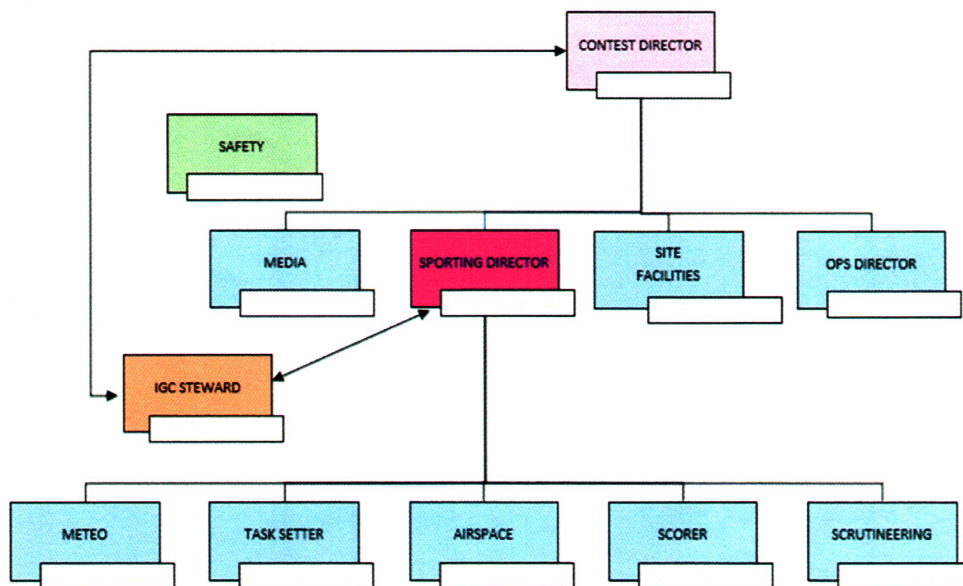 CONTEST DIRECTOR
SAFETY
MEDIA
SPORTING DIRECTOR
SITE
FACILITIES
OPS DIRECTOR
IGC STEWARD
METEO
TASK SETTER
AIRSPACE
SCORER
SCRUTINEERING